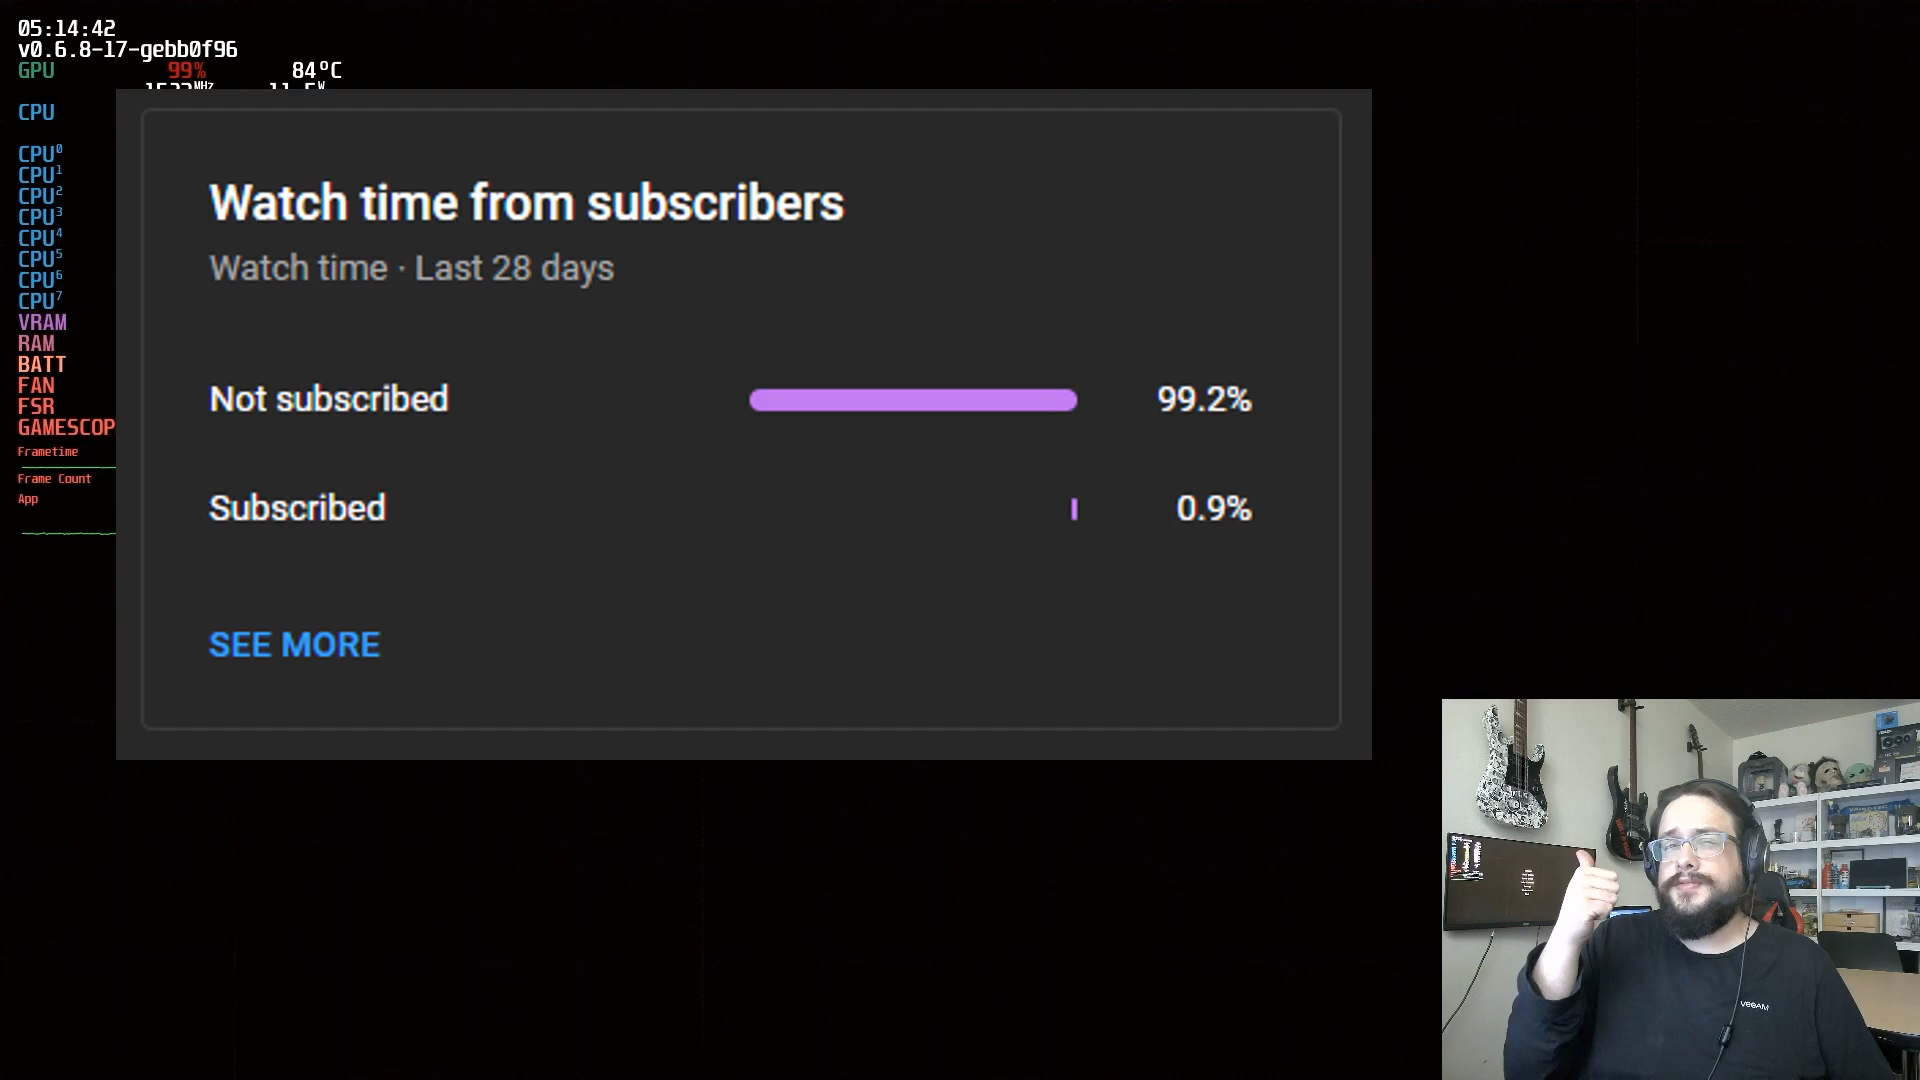 05:14:42
v0.6.8-17-gebb0f96
GPU 99% 84°C
CPU
CPU0
CPU1
CPU2
CPU3
CPU4
CPU5
CPU6
CPU7
VRAM
RAM
BATT
FAN
FSR
GAMESCOP
Frametime
Frame Count
App
Watch time from subscribers
Watch time · Last 28 days
Not subscribed 99.2%
Subscribed 0.9%
SEE MORE
veeAM